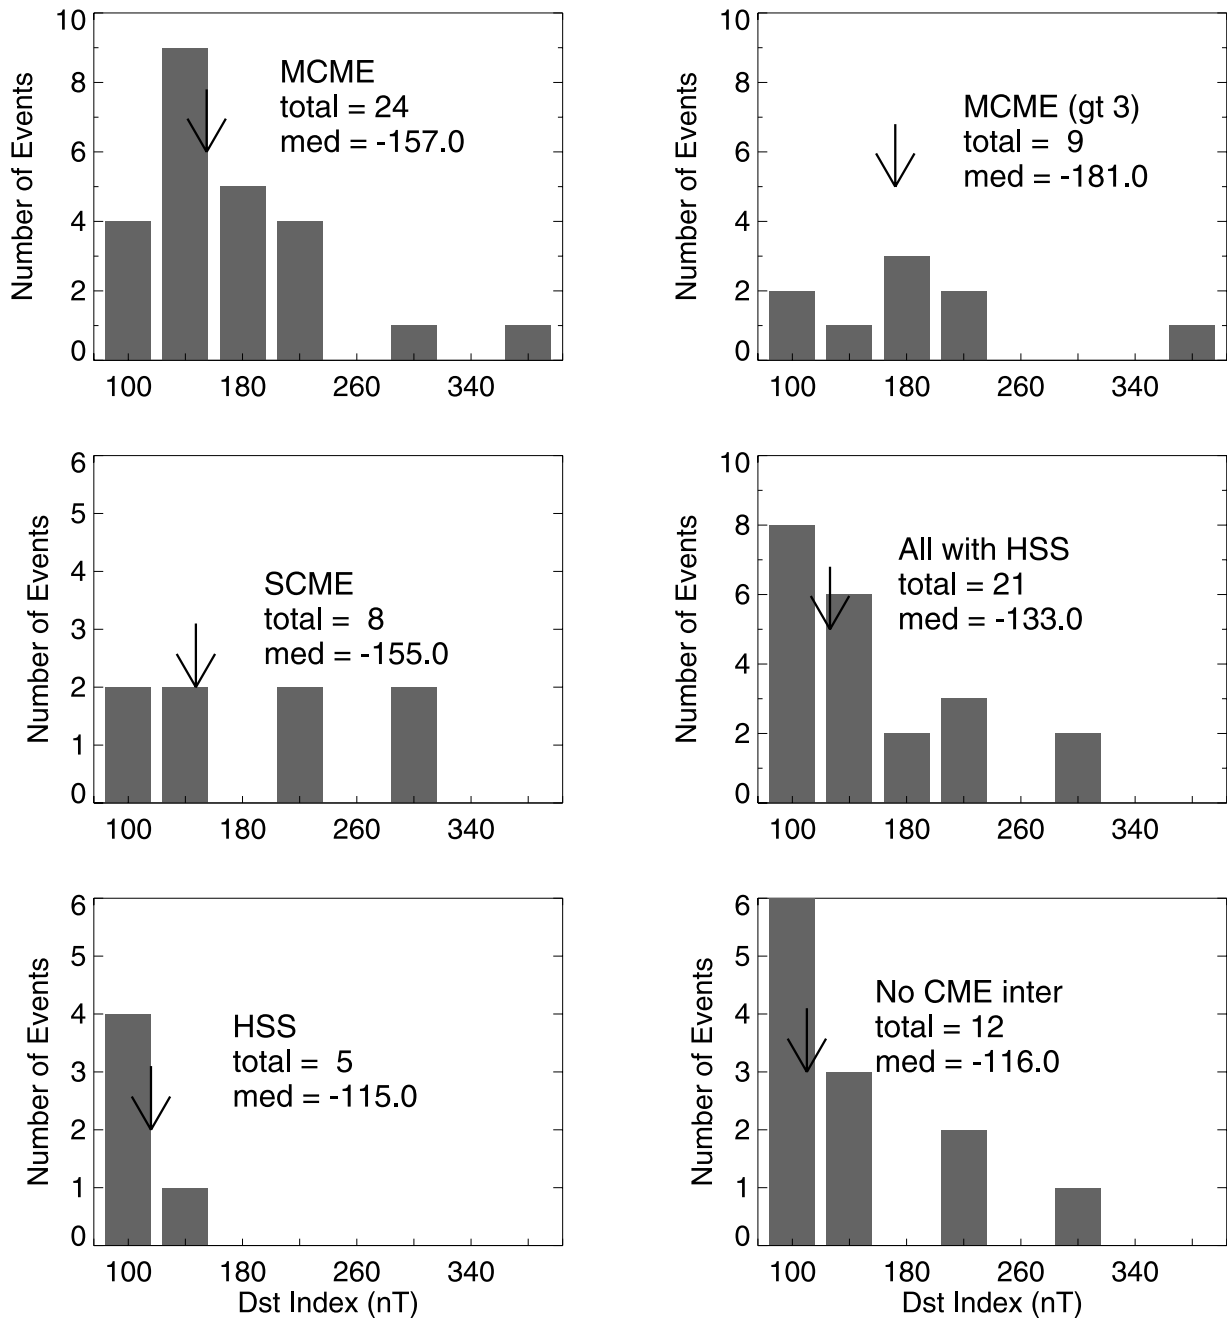 10
8
6
4
2
0
Number of Events
MCME
total = 24
med = -157.0
100 180 260 340
10
8
6
4
2
0
Number of Events
MCME (gt 3)
total =  9
med = -181.0
100 180 260 340
6
5
4
3
2
1
0
Number of Events
SCME
total =  8
med = -155.0
100 180 260 340
10
8
6
4
2
0
Number of Events
All with HSS
total = 21
med = -133.0
100 180 260 340
6
5
4
3
2
1
0
Number of Events
HSS
total =  5
med = -115.0
100 180 260 340
Dst Index (nT)
6
5
4
3
2
1
0
Number of Events
No CME inter
total = 12
med = -116.0
100 180 260 340
Dst Index (nT)